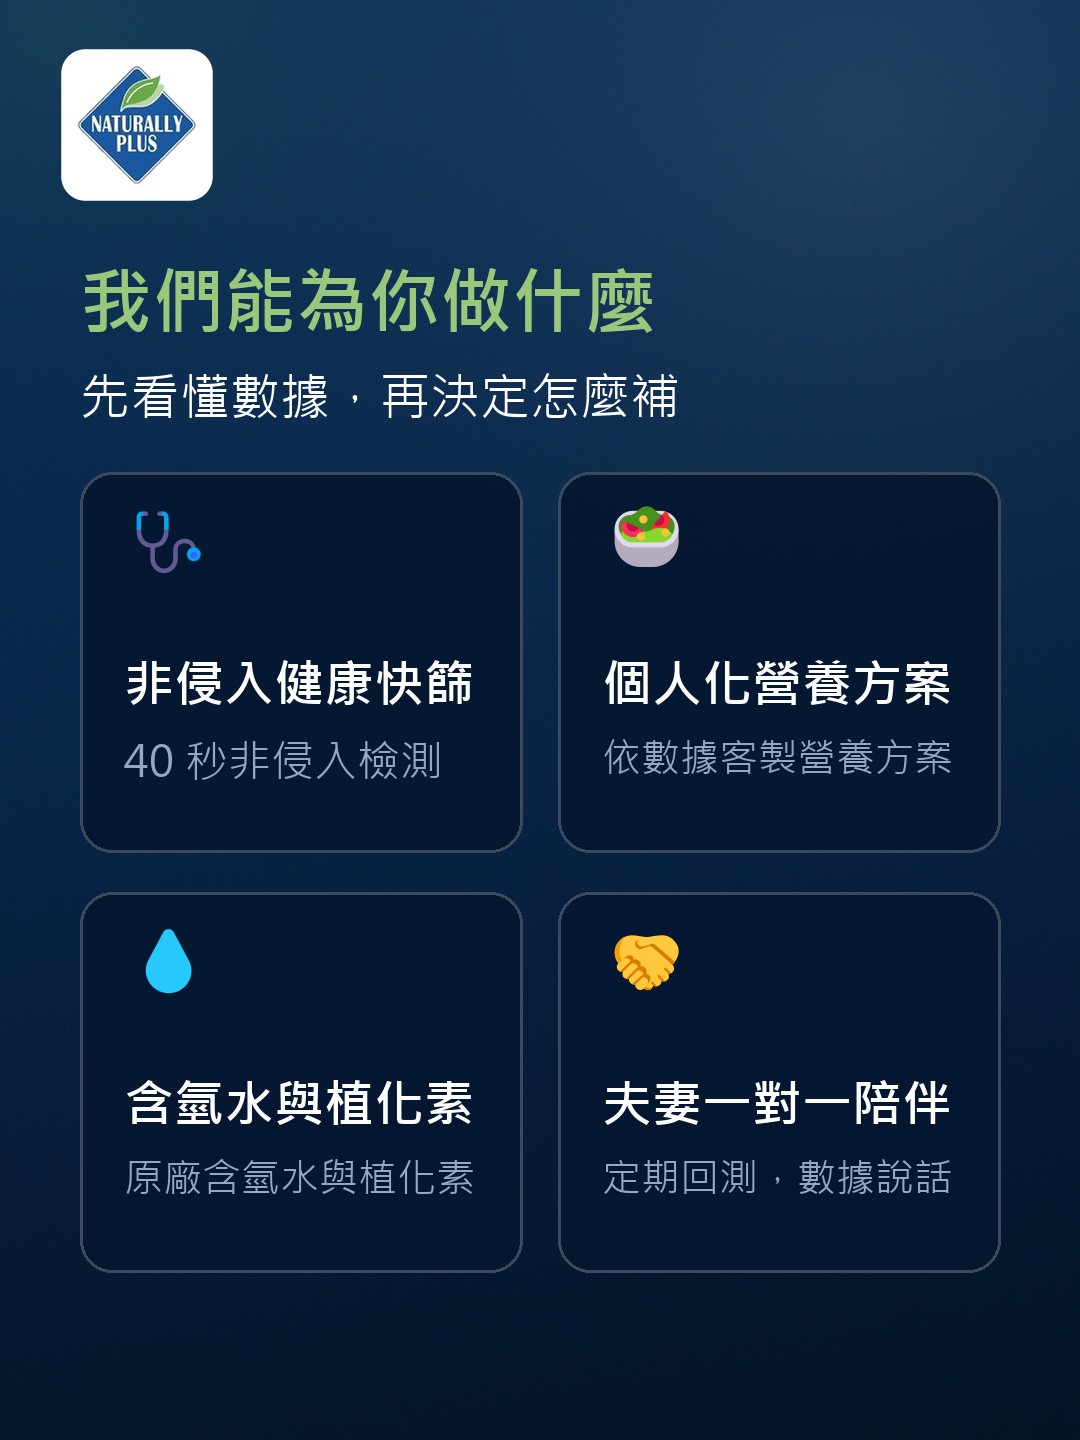 NATURALLY
PLUS
我們能為你做什麼
先看懂數據，再決定怎麼補
非侵入健康快篩
40 秒非侵入檢測
個人化營養方案
依數據客製營養方案
含氫水與植化素
原廠含氫水與植化素
夫妻一對一陪伴
定期回測，數據說話